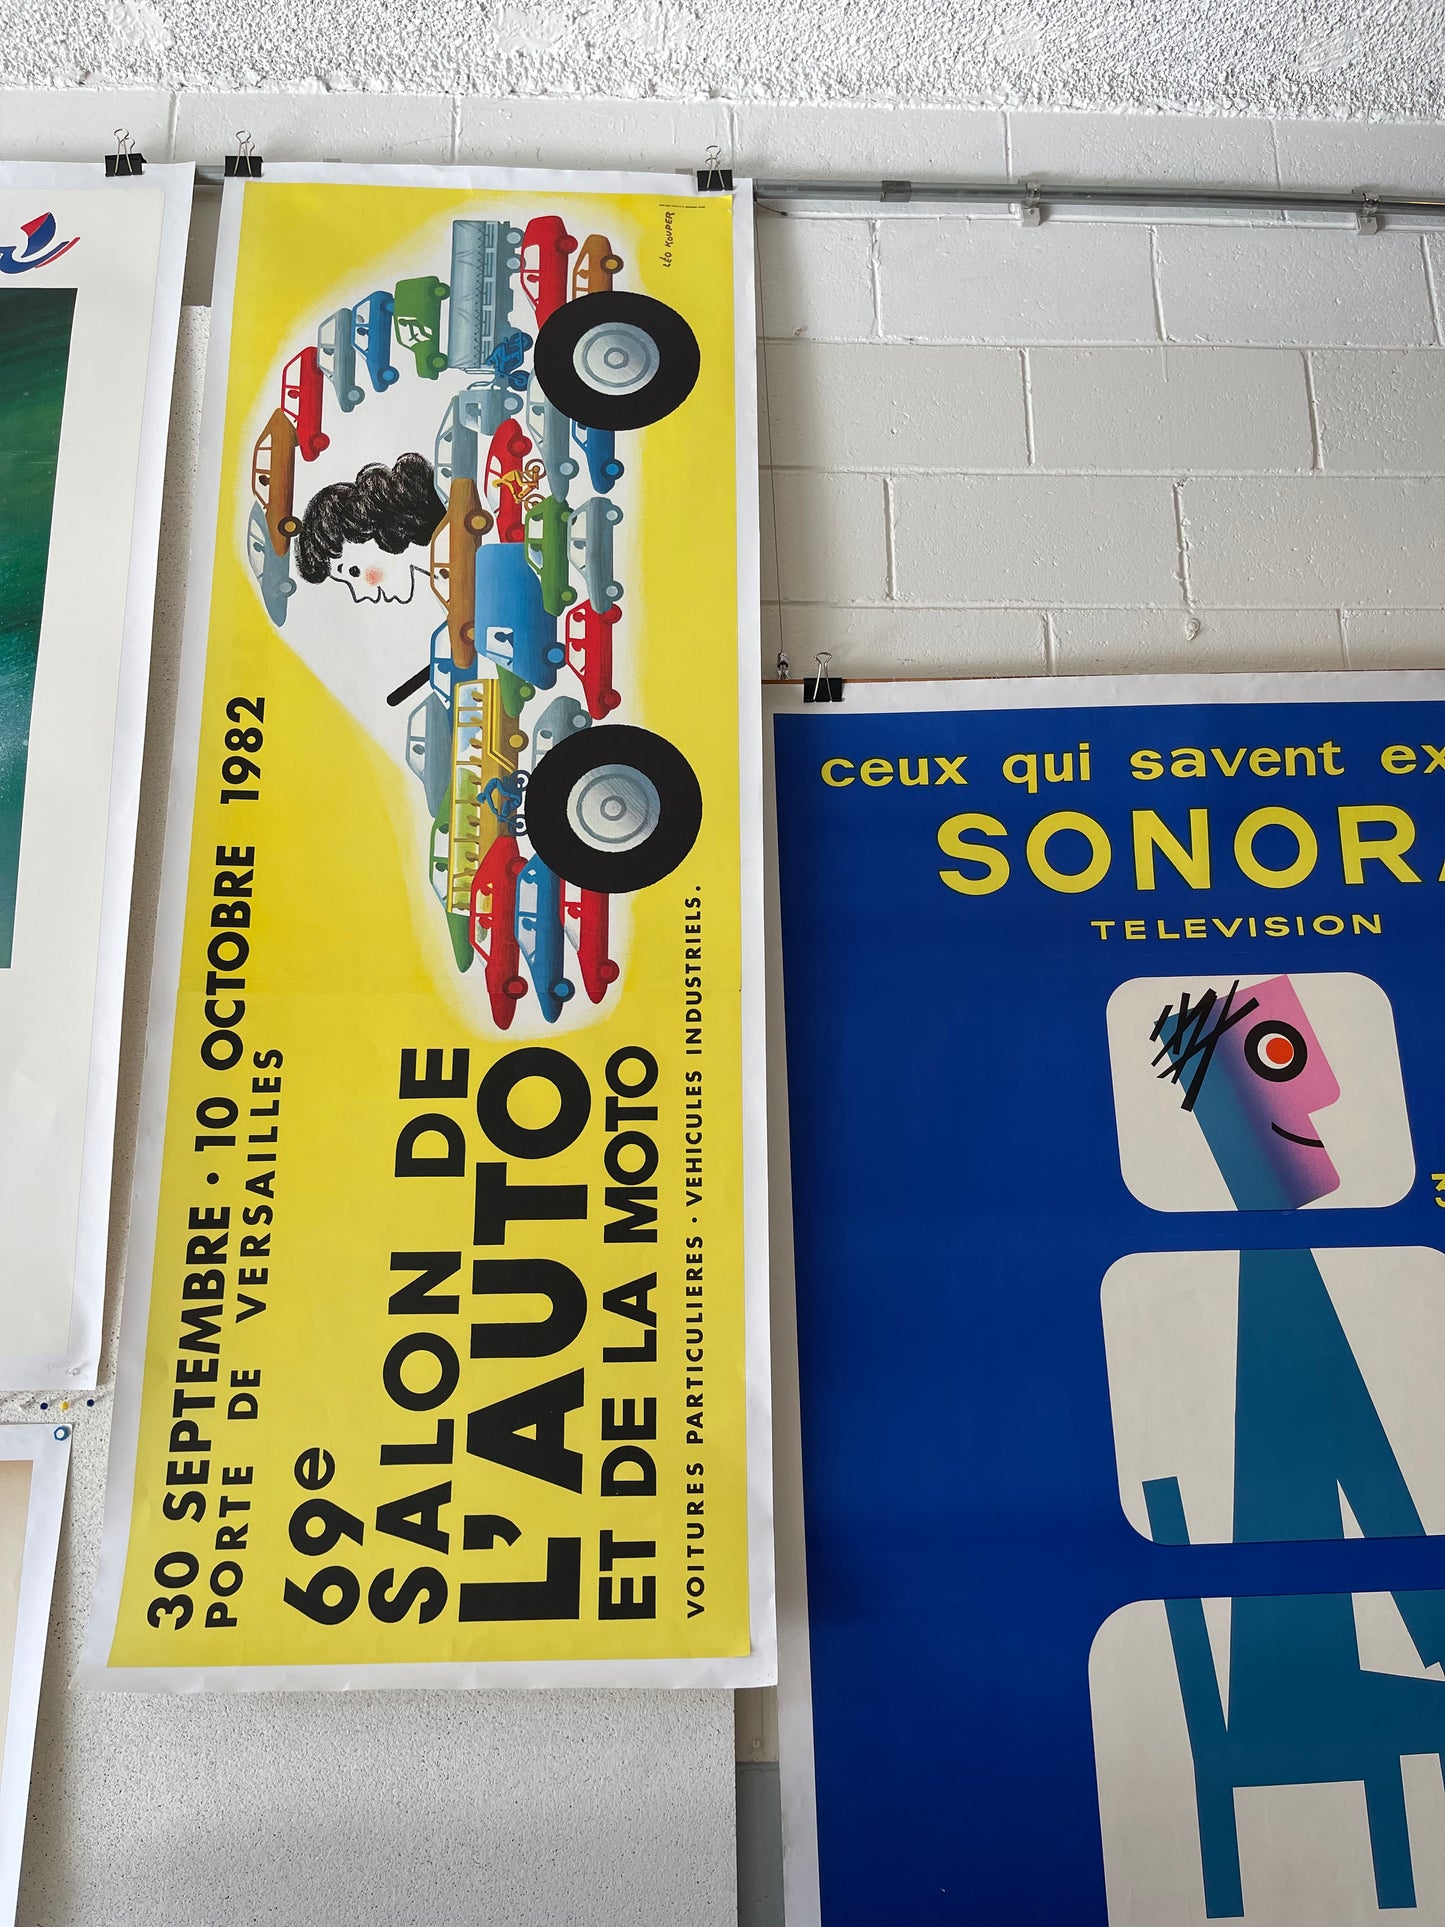 30 SEPTEMBRE · 10 OCTOBRE 1982
PORTE DE VERSAILLES
69e
SALON DE
L'AUTO
ET DE LA MOTO
VOITURES PARTICULIERES · VEHICULES INDUSTRIELS.
LÉO KOUPER
ceux qui savent ex
SONORA
TELEVISION